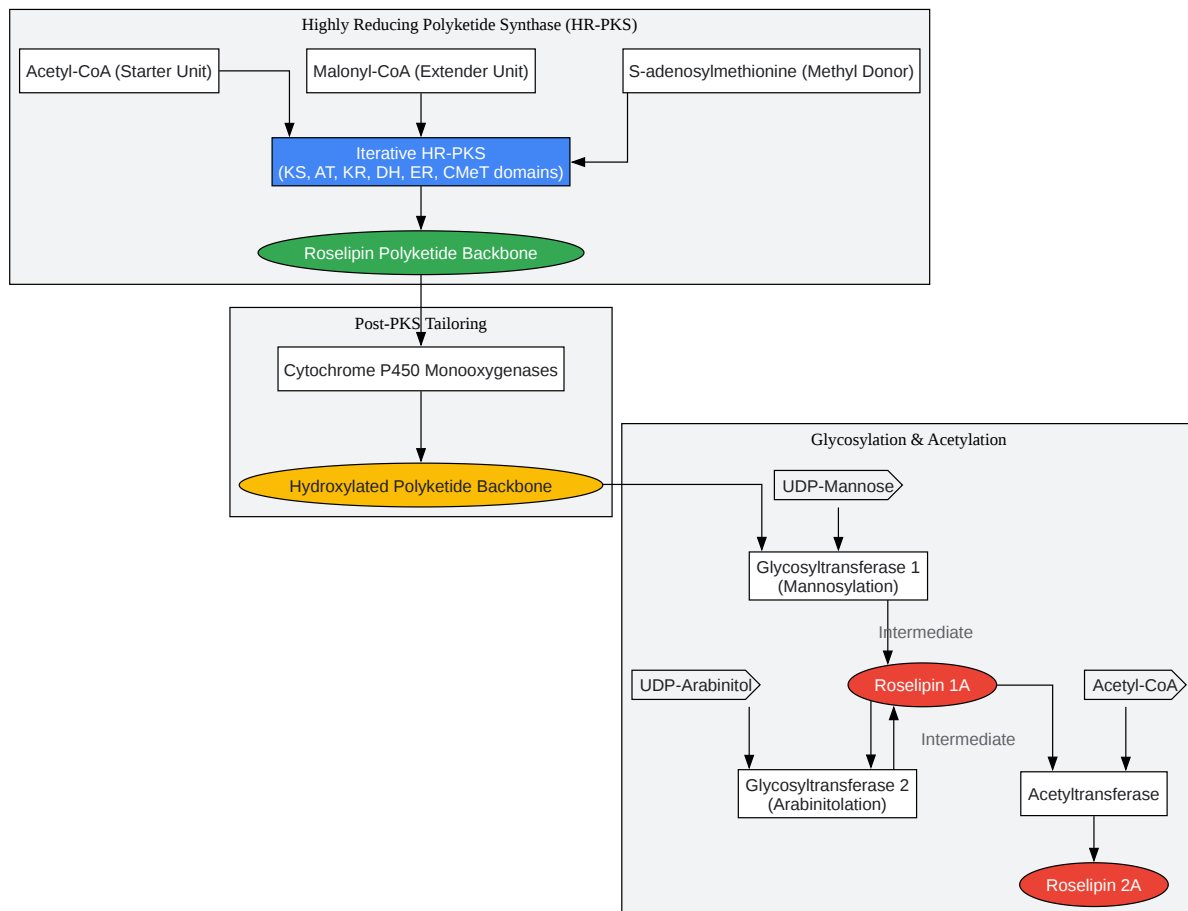 Highly Reducing Polyketide Synthase (HR-PKS)
Acetyl-CoA (Starter Unit)
Malonyl-CoA (Extender Unit)
S-adenosylmethionine (Methyl Donor)
Iterative HR-PKS
(KS, AT, KR, DH, ER, CMeT domains)
Roselipin Polyketide Backbone
Post-PKS Tailoring
Cytochrome P450 Monooxygenases
Hydroxylated Polyketide Backbone
Glycosylation & Acetylation
UDP-Mannose
Glycosyltransferase 1
(Mannosylation)
Intermediate
UDP-Arabinitol
Roselipin 1A
Acetyl-CoA
Intermediate
Glycosyltransferase 2
(Arabinitolation)
Acetyltransferase
Roselipin 2A